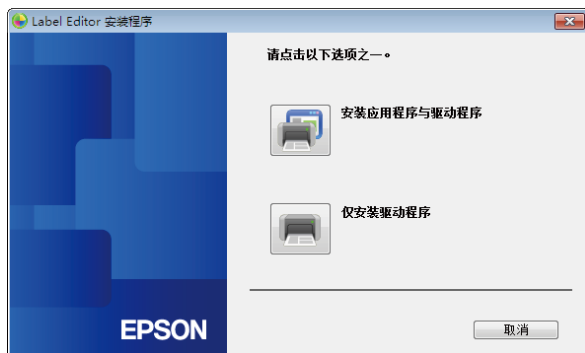 Label Editor 安装程序
请点击以下选项之一。
安装应用程序与驱动程序
仅安装驱动程序
EPSON
取消